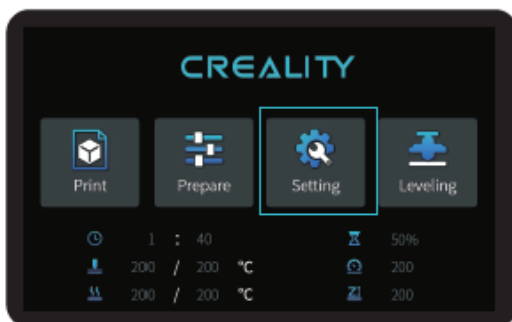 CREALITY
Print Prepare Setting Leveling
1 : 40 50%
200 / 200 °C 200
200 / 200 °C Z 200